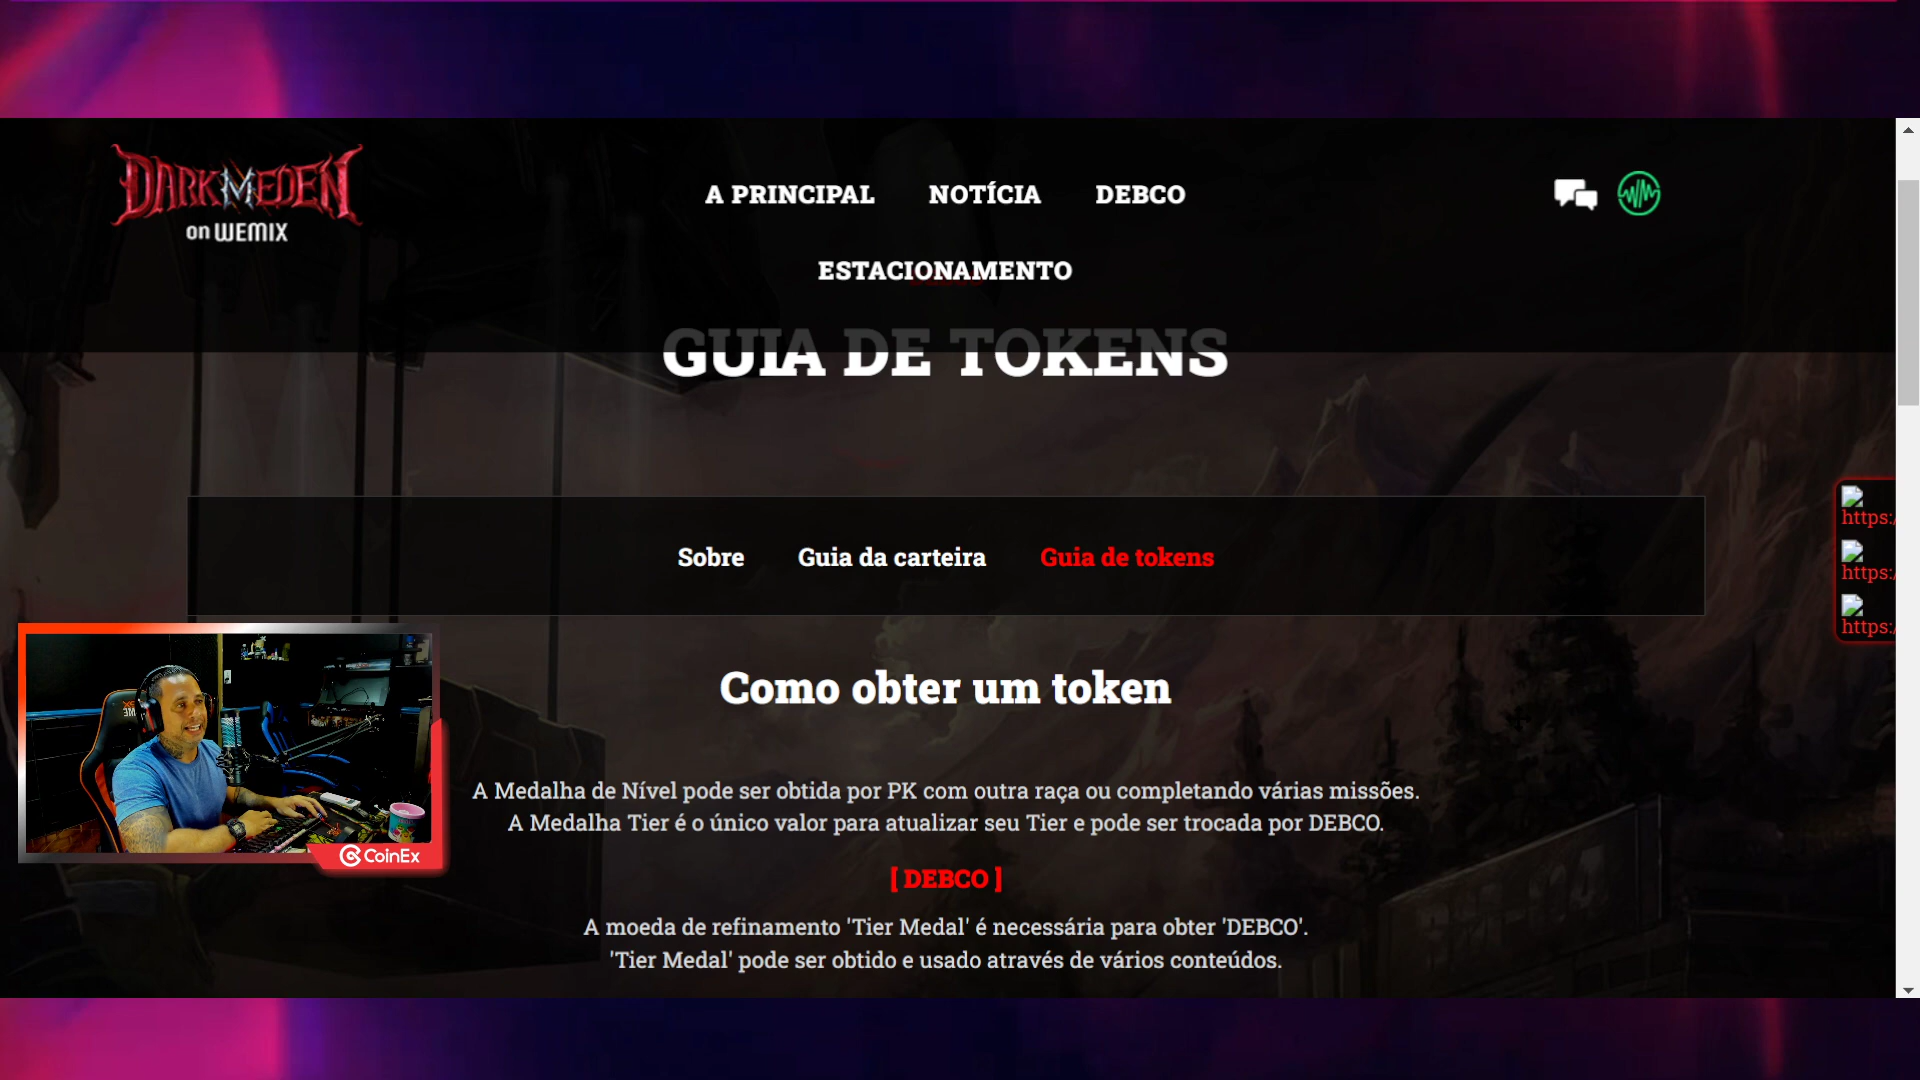 DARKMEDEN
on WEMIX
A PRINCIPAL
NOTÍCIA
DEBCO
ESTACIONAMENTO
GUIA DE TOKENS
Sobre
Guia da carteira
Guia de tokens
https:/
https:/
https:/
Como obter um token
A Medalha de Nível pode ser obtida por PK com outra raça ou completando várias missões.
A Medalha Tier é o único valor para atualizar seu Tier e pode ser trocada por DEBCO.
CoinEx
[ DEBCO ]
A moeda de refinamento 'Tier Medal' é necessária para obter 'DEBCO'.
'Tier Medal' pode ser obtido e usado através de vários conteúdos.